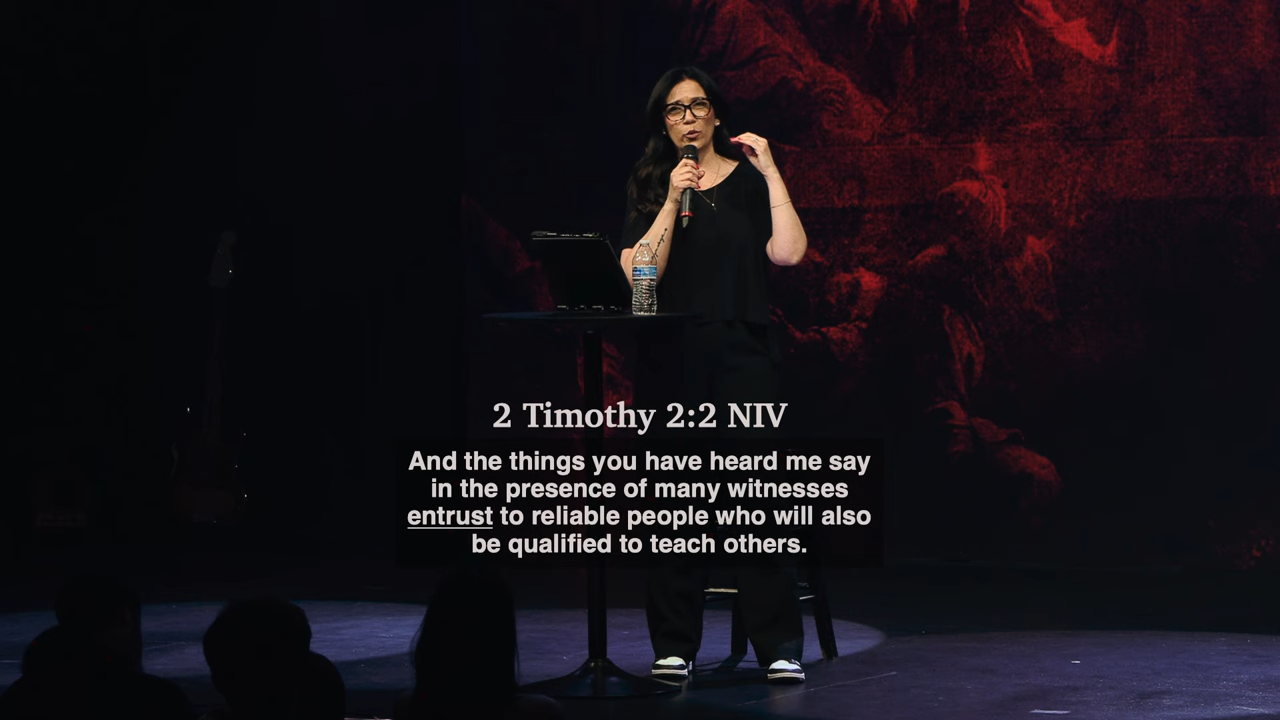 2 Timothy 2:2 NIV
And the things you have heard me say
in the presence of many witnesses
entrust to reliable people who will also
be qualified to teach others.